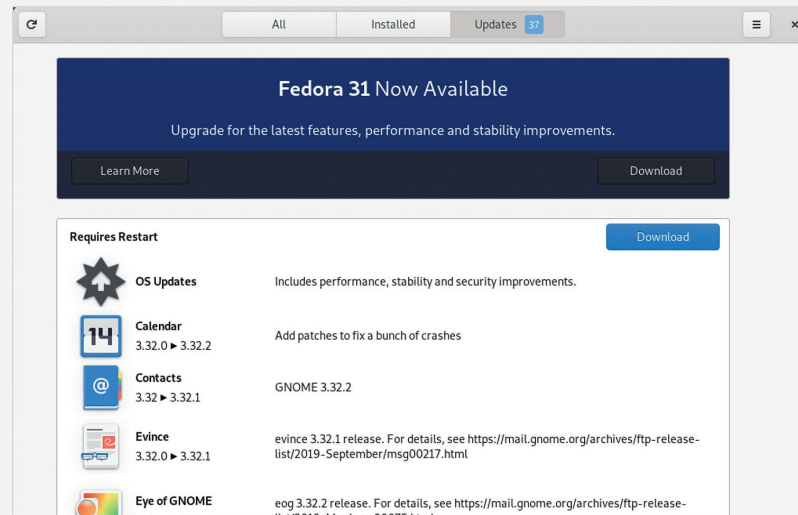 All Installed Updates 37
Fedora 31 Now Available
Upgrade for the latest features, performance and stability improvements.
Learn More Download
Requires Restart Download
OS Updates Includes performance, stability and security improvements.
14
Calendar
3.32.0 ▸ 3.32.2
Add patches to fix a bunch of crashes
@
Contacts
3.32 ▸ 3.32.1
GNOME 3.32.2
Evince
3.32.0 ▸ 3.32.1
evince 3.32.1 release. For details, see https://mail.gnome.org/archives/ftp-release-
list/2019-September/msg00217.html
Eye of GNOME
eog 3.32.2 release. For details, see https://mail.gnome.org/archives/ftp-release-